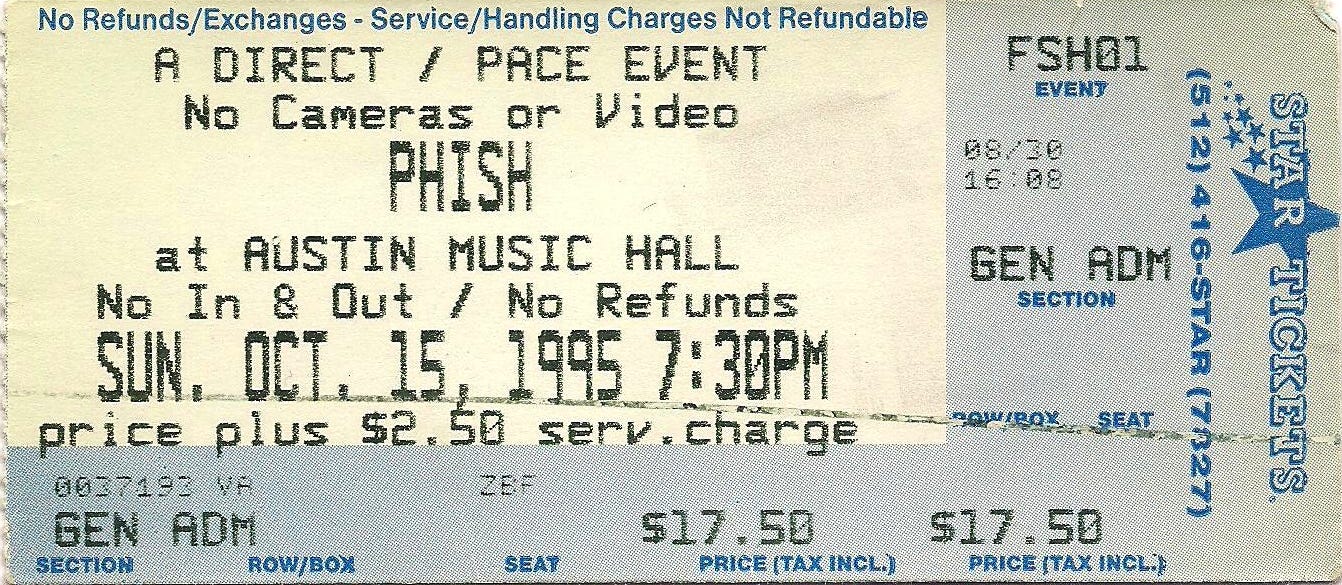 No Refunds/Exchanges - Service/Handling Charges Not Refundable
A DIRECT / PACE EVENT
No Cameras or Video
PHISH
at AUSTIN MUSIC HALL
No In & Out / No Refunds
SUN. OCT. 15, 1995 7:30PM
price plus $2.50 serv.charge
0037193 VA ZBF
GEN ADM $17.50 $17.50
SECTION ROW/BOX SEAT PRICE (TAX INCL.) PRICE (TAX INCL.)
FSH01
EVENT
08/30
16:08
GEN ADM
SECTION
ROW/BOX SEAT
(512) 416-STAR (7827)
STAR TICKETS